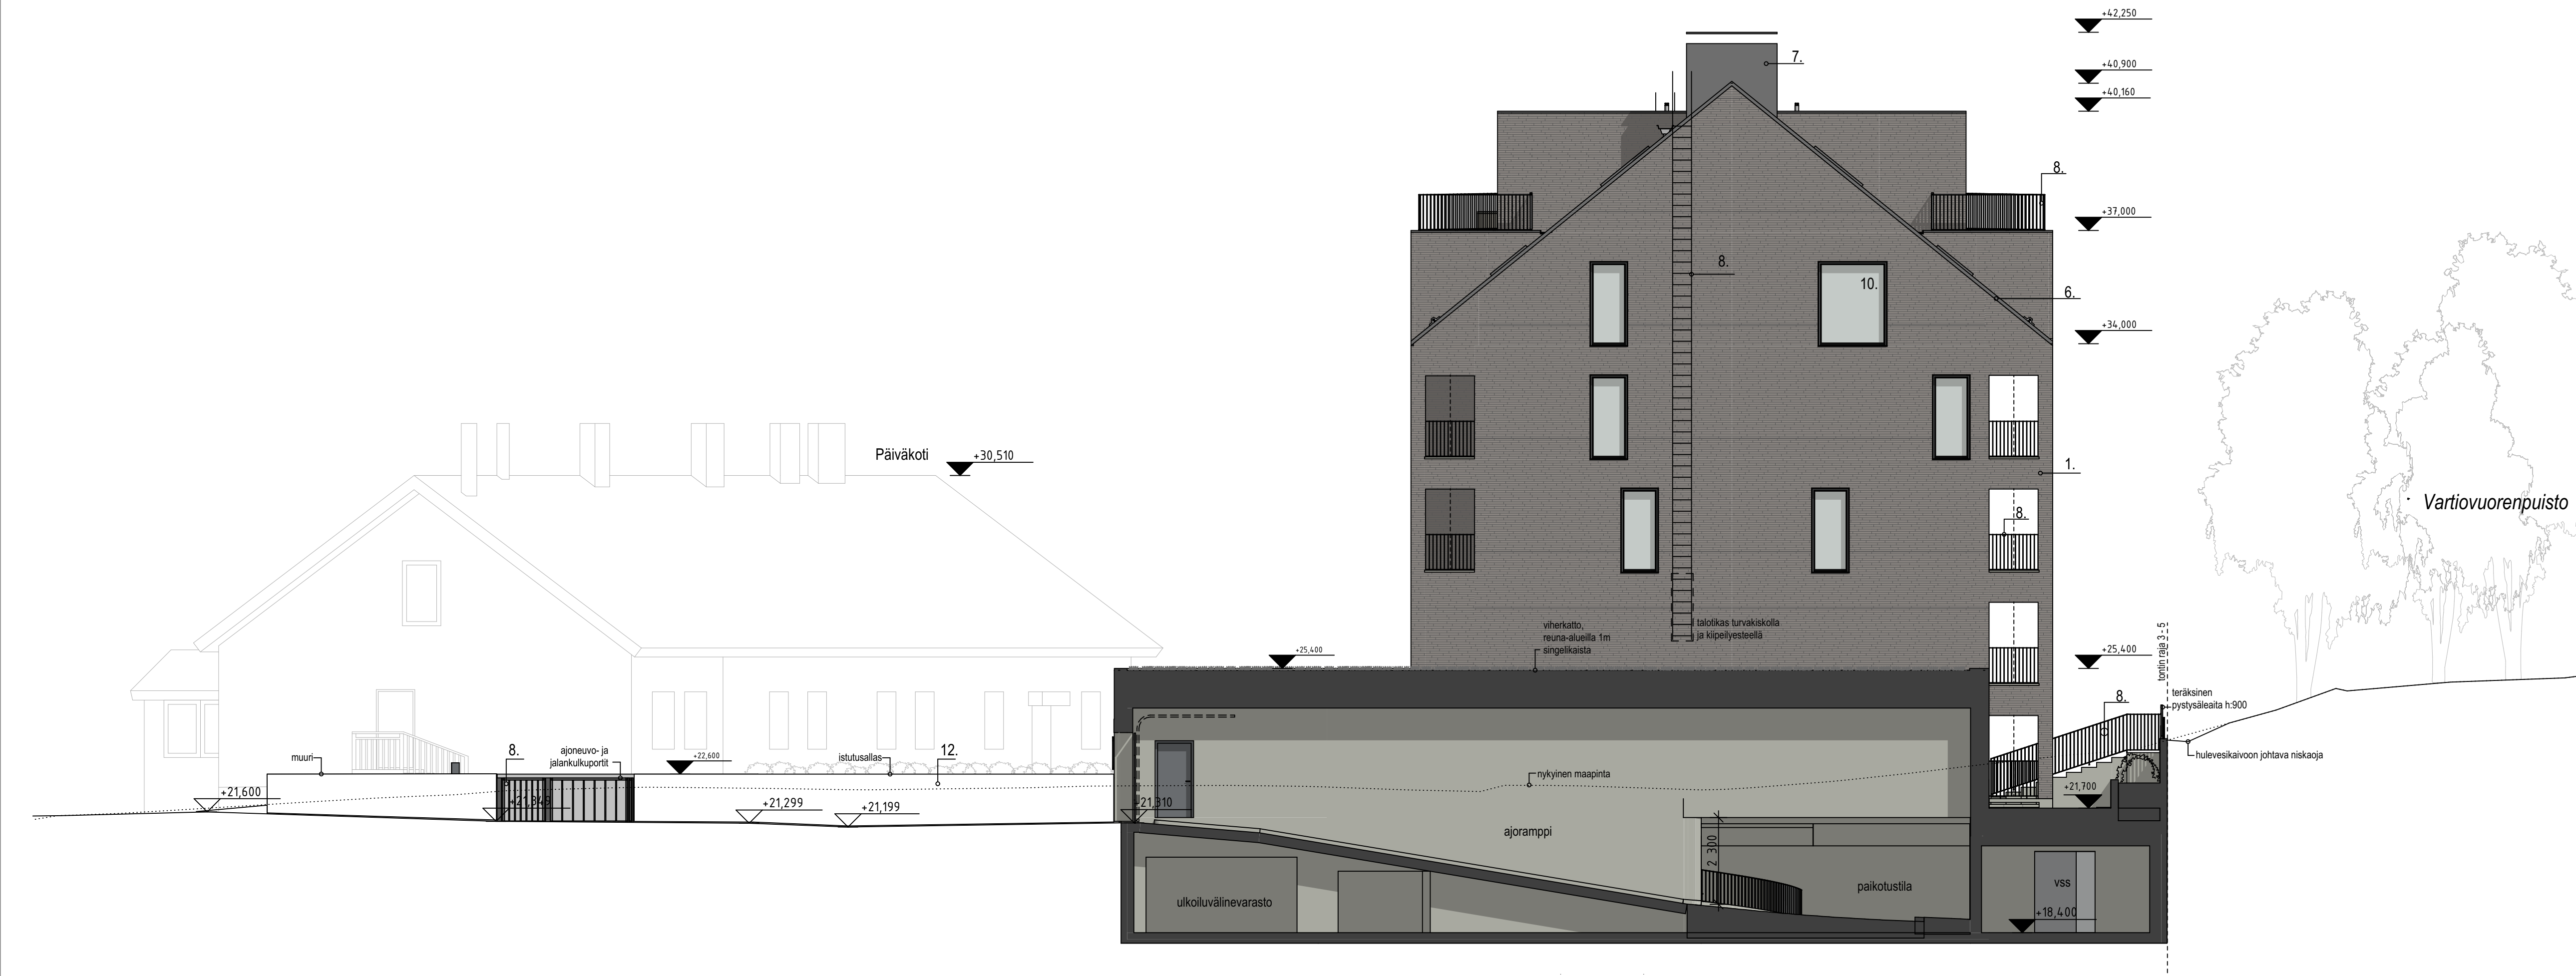 +42,250
7.
+40,900
+40,160
8.
+37,000
8.
10.
6.
+34,000
Päiväkoti
+30,510
1.
Vartiovuorenpuisto
8.
viherkatto,
reuna-alueilla 1m
singelikaista
talotikas turvakiskolla
ja kiipeilyesteellä
+25,400
+25,400
tontin raja 3 - 5
teräksinen
pystysäleaita h:900
8.
hulevesikaivoon johtava niskaoja
muuri
8.
ajoneuvo- ja
jalankulkuportit
+22,600
istutusallas
12.
nykyinen maapinta
+21,700
+21,600
+21,299
+21,199
21,310
ajoramppi
2 300
ulkoiluvälinevarasto
paikotustila
vss
+18,400